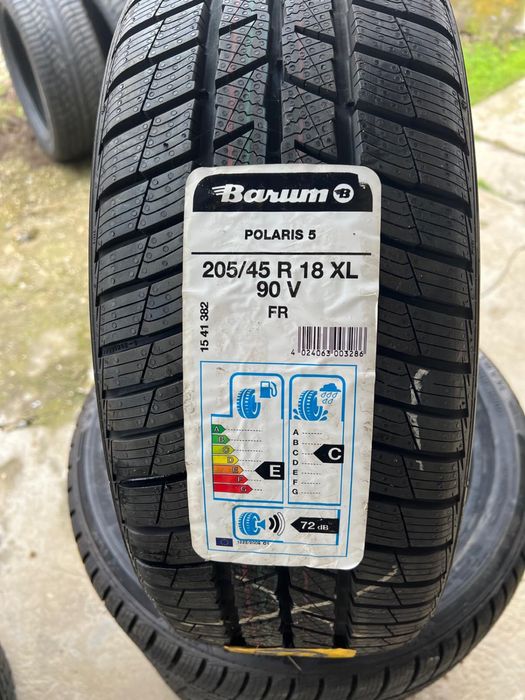 Barum B
POLARIS 5
205/45 R 18 XL
90 V
FR
15 41 382
4 024063 003286
A
B
C
D
E
F
G
E
A
B
C
D
E
F
G
C
72 dB